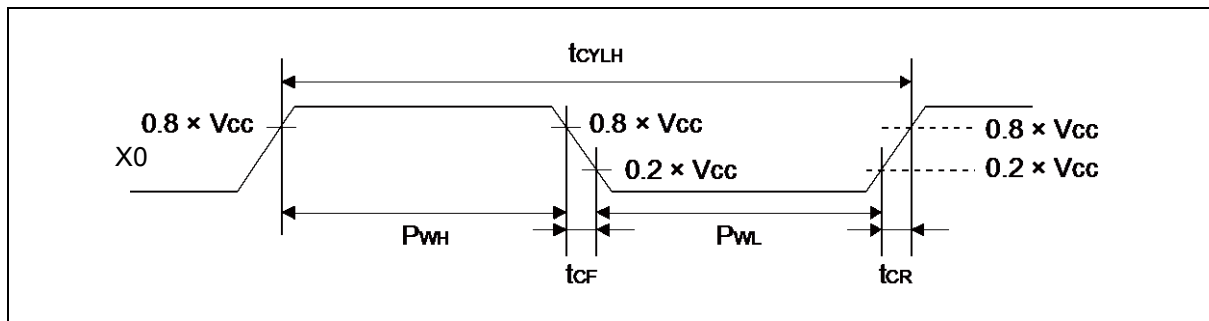 tCYLH
0.8 × Vcc
0.8 × Vcc
0.8 × Vcc
X0
0.2 × Vcc
0.2 × Vcc
PWH
PWL
tCF
tCR